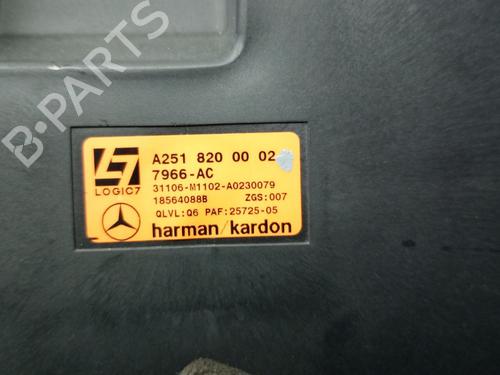 B-PARTS
LOGIC7
A251 820 00 02
7966-AC
31106-M1102-A0230079
18564088B ZGS:007
QLVL:Q6 PAF:25725-05
harman/kardon